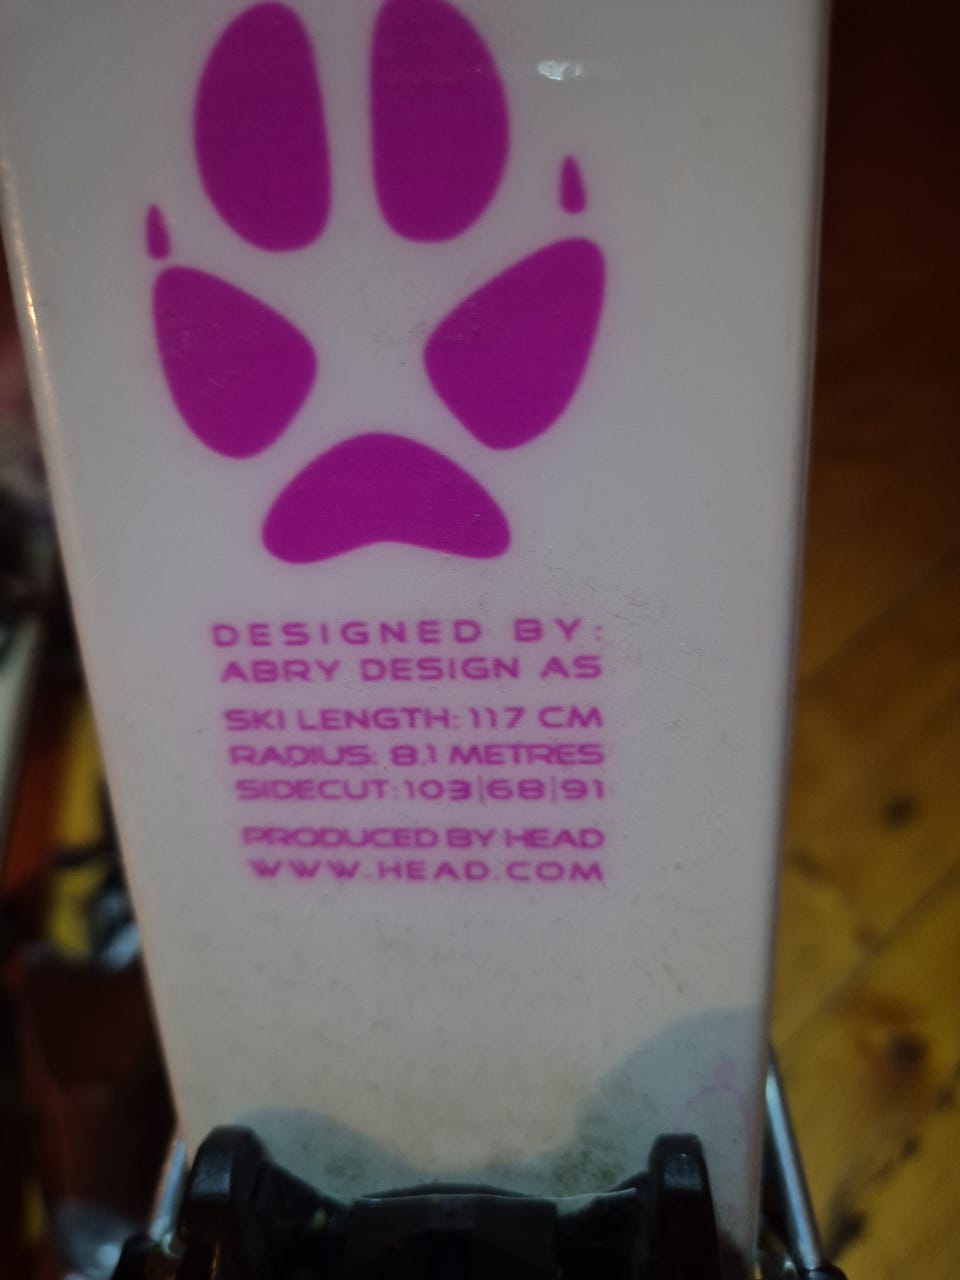 DESIGNED BY:
ABRY DESIGN AS
SKI LENGTH: 117 CM
RADIUS: 8.1 METRES
SIDECUT: 103|68|91
PRODUCED BY HEAD
WWW.HEAD.COM